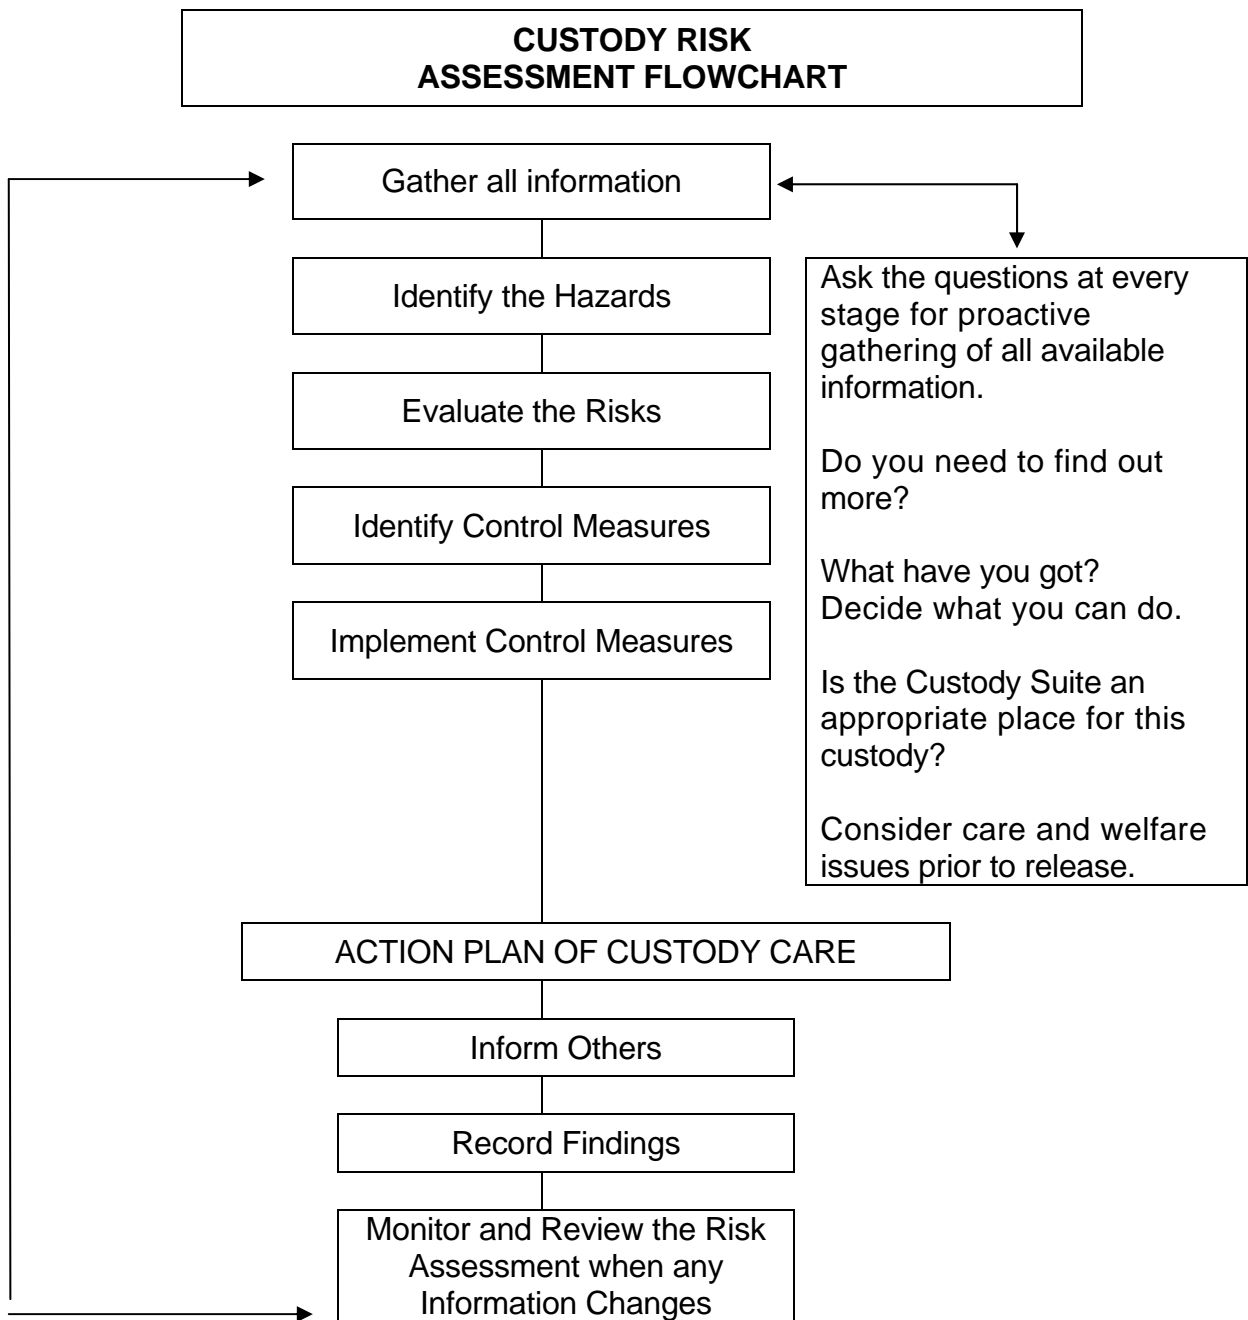 CUSTODY RISK
ASSESSMENT FLOWCHART
Gather all information
Identify the Hazards
Evaluate the Risks
Identify Control Measures
Implement Control Measures
Ask the questions at every
stage for proactive
gathering of all available
information.
Do you need to find out
more?
What have you got?
Decide what you can do.
Is the Custody Suite an
appropriate place for this
custody?
Consider care and welfare
issues prior to release.
ACTION PLAN OF CUSTODY CARE
Inform Others
Record Findings
Monitor and Review the Risk
Assessment when any
Information Changes